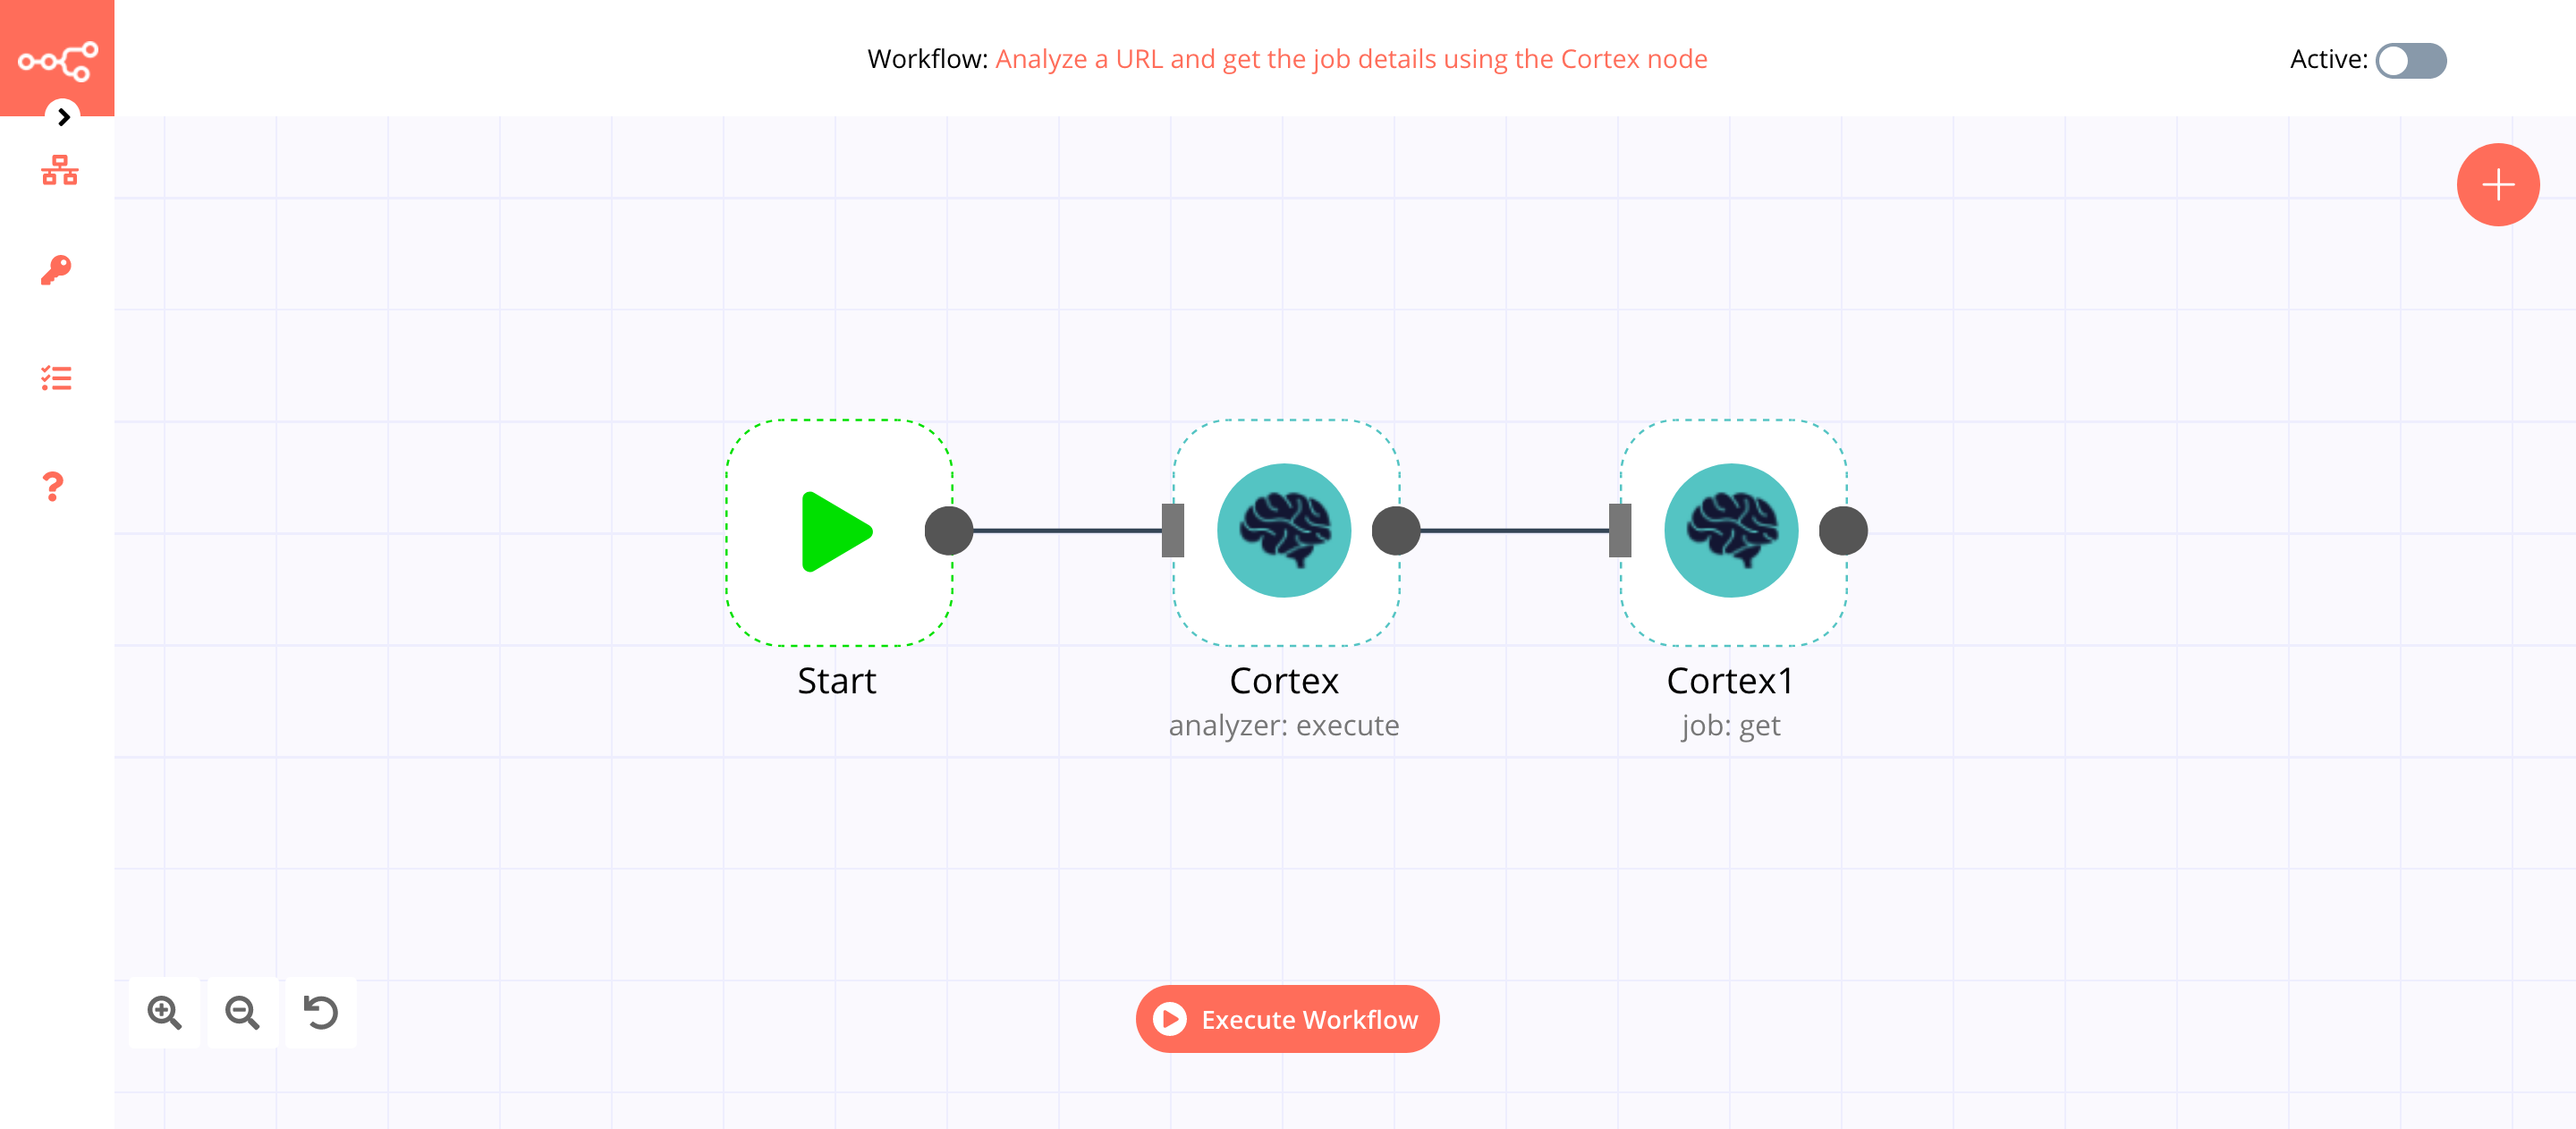 Workflow: Analyze a URL and get the job details using the Cortex node
Active:
Start
Cortex
analyzer: execute
Cortex1
job: get
Execute Workflow